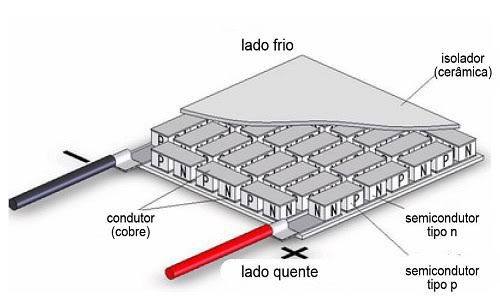 lado frio
isolador
(cerâmica)
P N P N P N N N N P N P N P N
condutor
(cobre)
semicondutor
tipo n
lado quente
semicondutor
tipo p